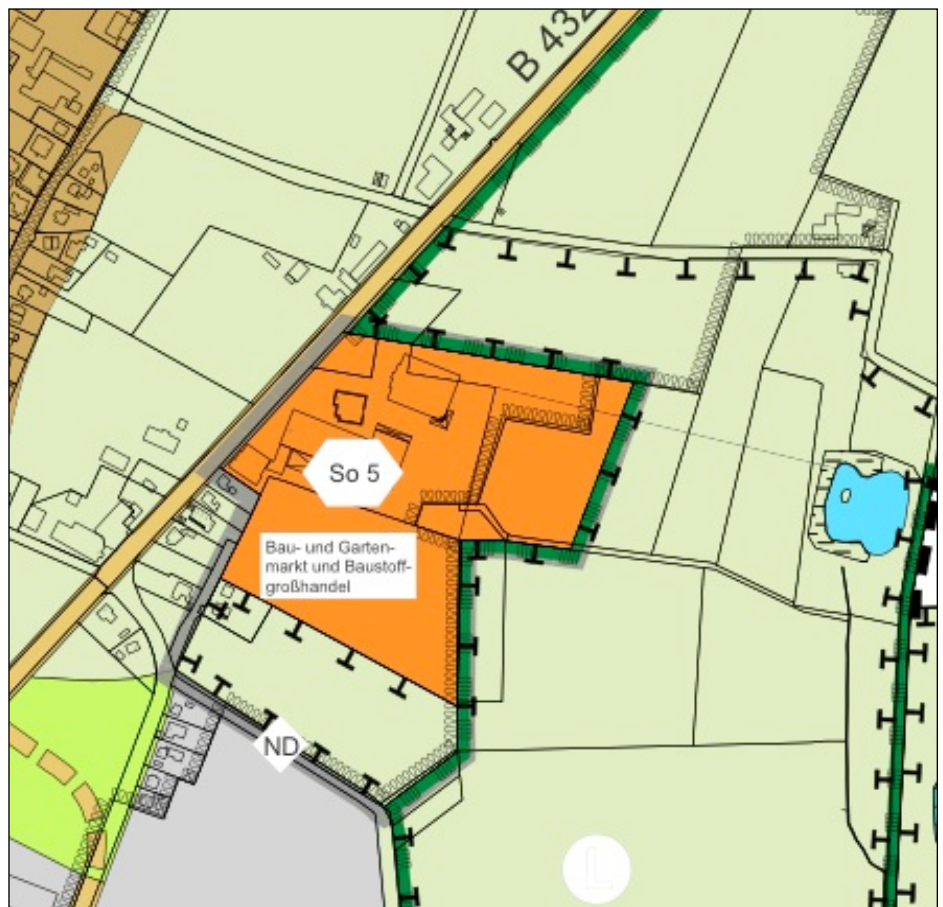 B 432
So 5
Bau- und Garten-
markt und Baustoff-
großhandel
ND
L